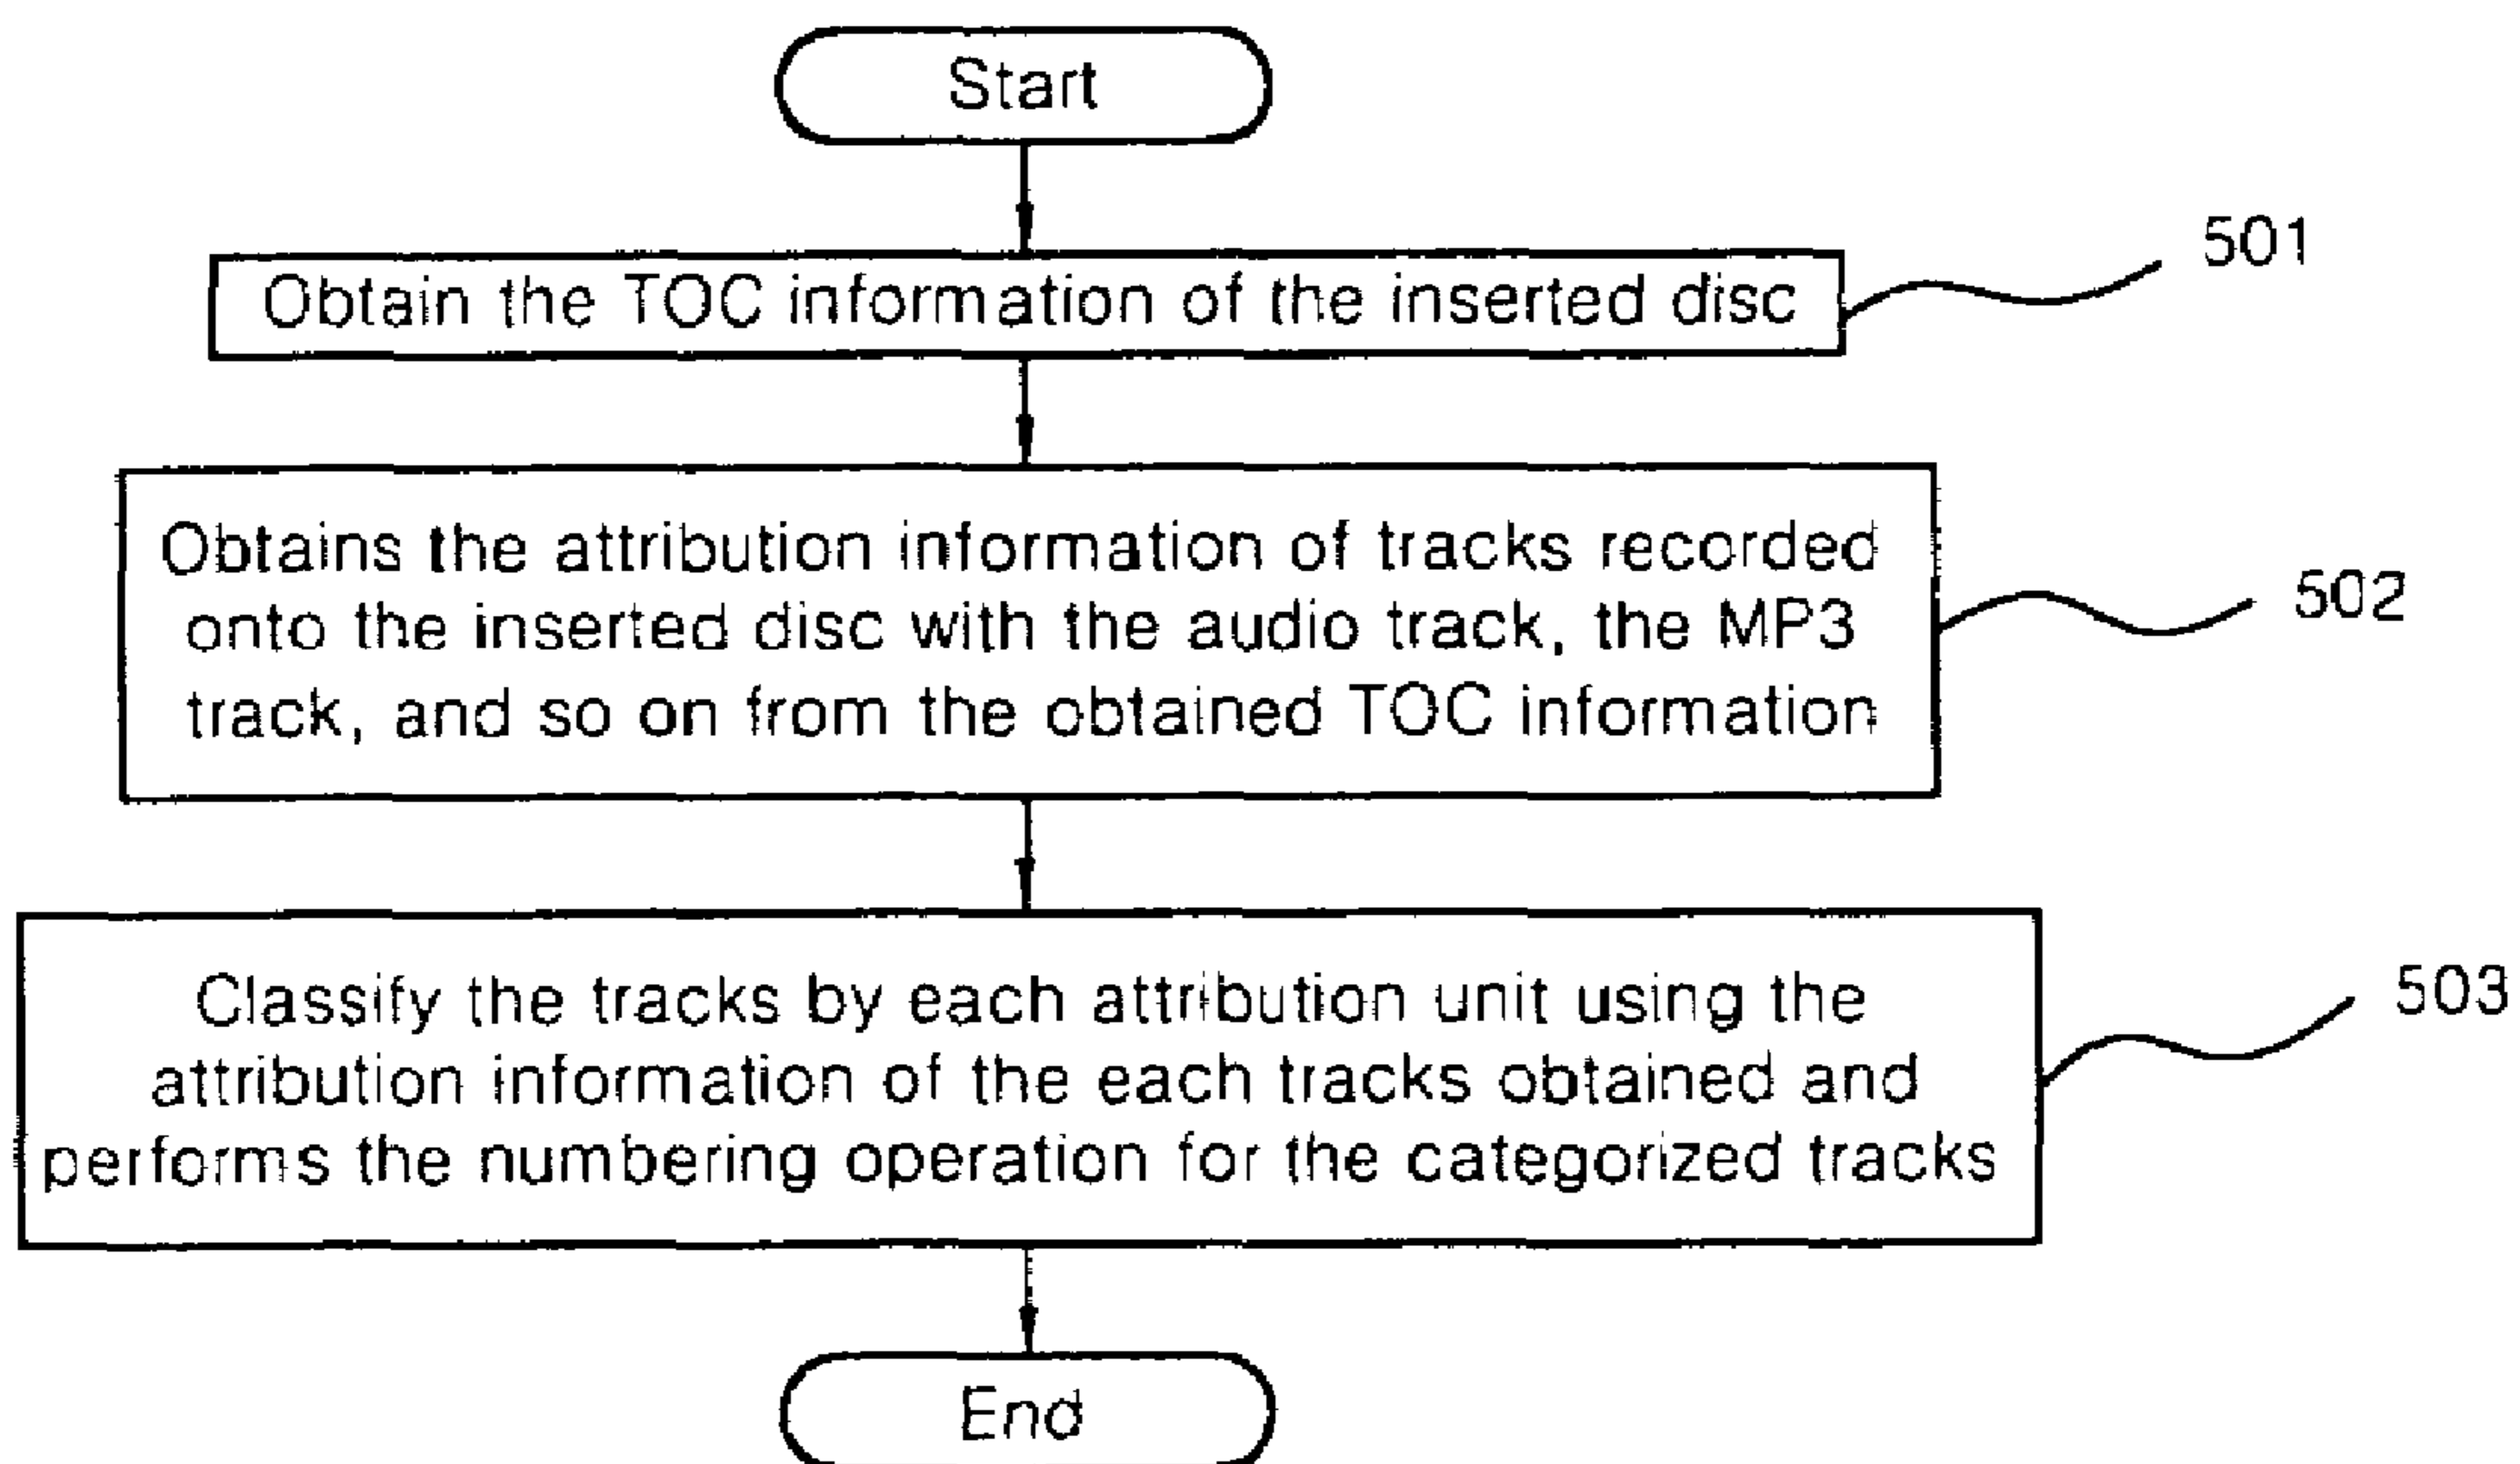 Start
501
Obtain the TOC information of the inserted disc
Obtains the attribution information of tracks recorded
onto the inserted disc with the audio track, the MP3
track, and so on from the obtained TOC information
502
Classify the tracks by each attribution unit using the
attribution information of the each tracks obtained and
performs the numbering operation for the categorized tracks
503
End